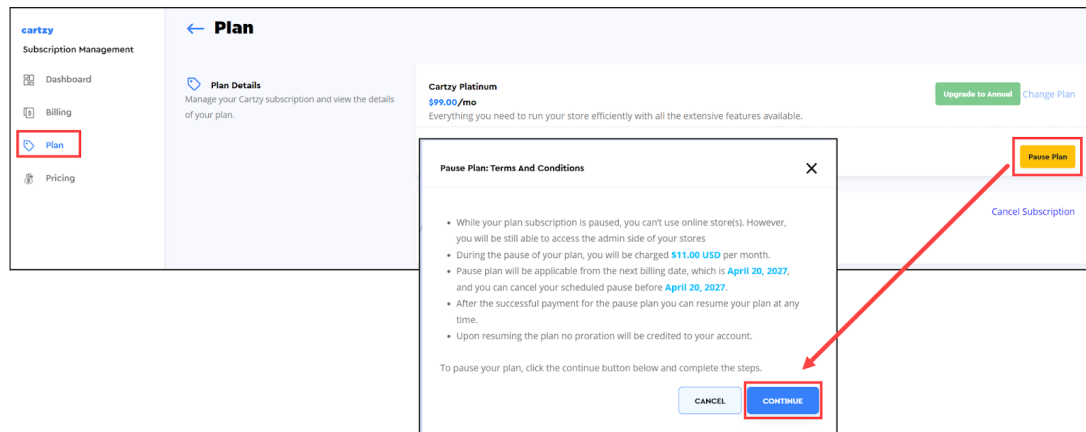 cartzy
Subscription Management
Dashboard
Billing
Plan
Pricing
← Plan
Plan Details
Manage your Cartzy subscription and view the details
of your plan.
Cartzy Platinum
$99.00/mo
Everything you need to run your store efficiently with all the extensive features available.
Upgrade to Annual Change Plan
Pause Plan
Cancel Subscription
Pause Plan: Terms And Conditions
• While your plan subscription is paused, you can't use online store(s). However,
you will be still able to access the admin side of your stores
• During the pause of your plan, you will be charged $11.00 USD per month.
• Pause plan will be applicable from the next billing date, which is April 20, 2027,
and you can cancel your scheduled pause before April 20, 2027.
• After the successful payment for the pause plan you can resume your plan at any
time.
• Upon resuming the plan no proration will be credited to your account.
To pause your plan, click the continue button below and complete the steps.
CANCEL CONTINUE